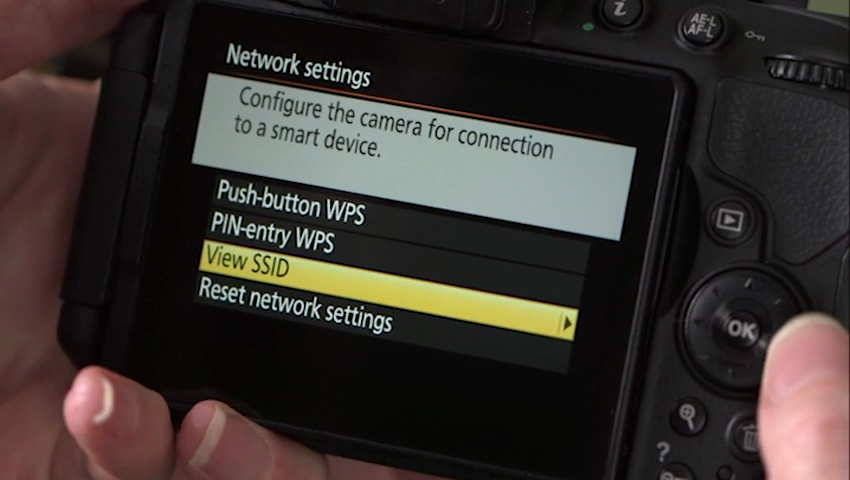 i
AE-L
AF-L
Network settings
Configure the camera for connection
to a smart device.
Push-button WPS
PIN-entry WPS
View SSID
Reset network settings
OK
?